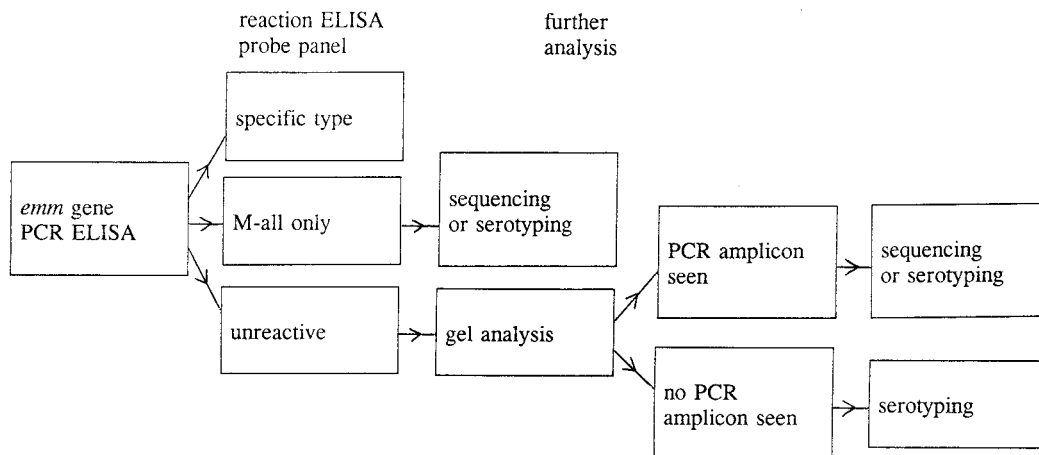 reaction ELISA
probe panel
further
analysis
specific type
emm gene
PCR ELISA
M-all only
sequencing
or serotyping
unreactive
gel analysis
PCR amplicon
seen
sequencing
or serotyping
no PCR
amplicon seen
serotyping